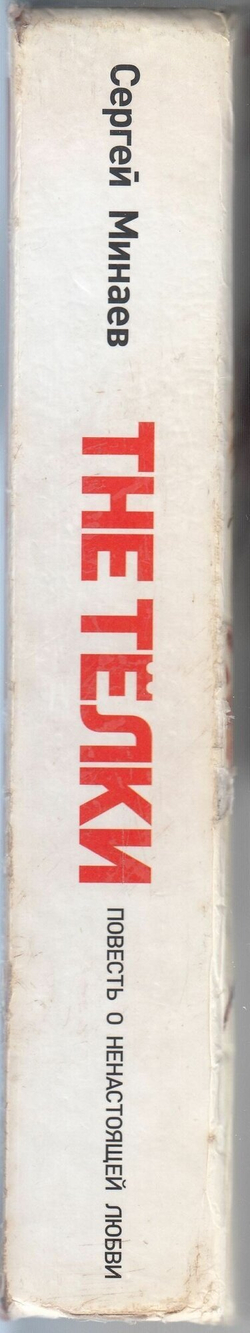 Сергей Минаев
THE ТЁЛКИ
ПОВЕСТЬ О НЕНАСТОЯЩЕЙ ЛЮБВИ